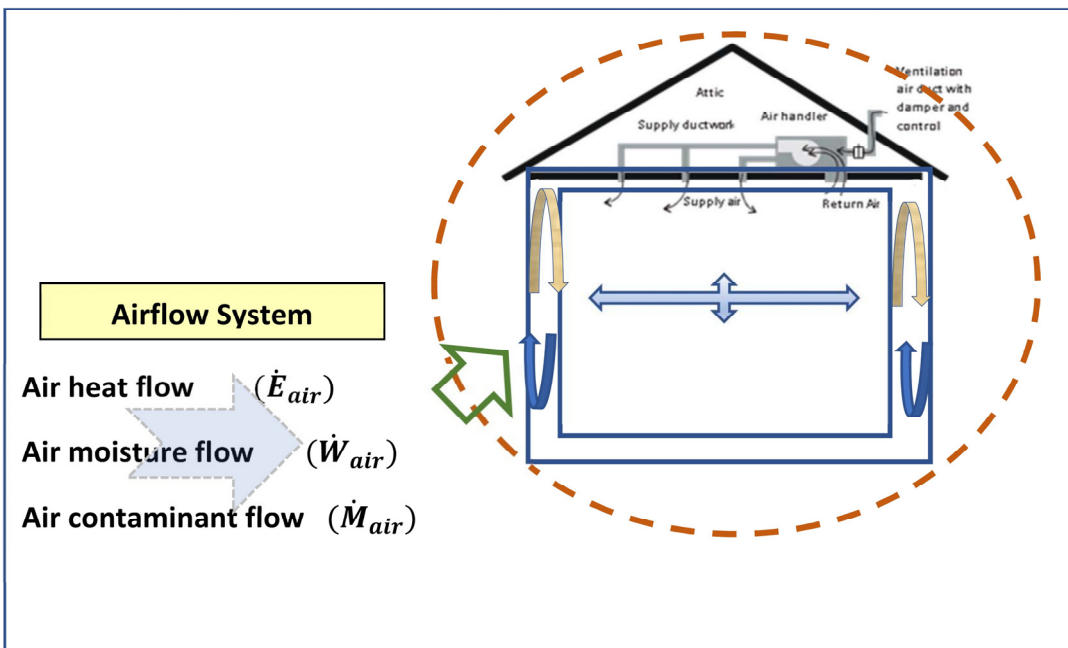 Ventilation
air duct with
damper and
control
Attic
Air handler
Supply ductwork
Supply air
Return Air
Airflow System
Air heat flow (Ė_air)
Air moisture flow (Ẇ_air)
Air contaminant flow (Ṁ_air)